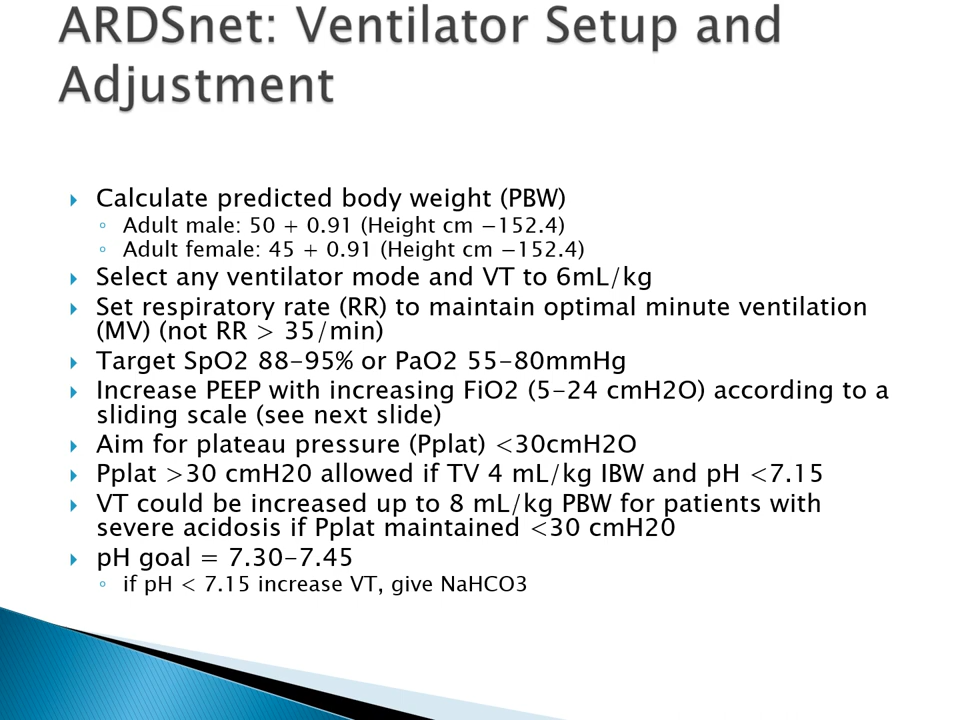 ARDSnet: Ventilator Setup and
Adjustment
Calculate predicted body weight (PBW)
Adult male: 50 + 0.91 (Height cm −152.4)
Adult female: 45 + 0.91 (Height cm −152.4)
Select any ventilator mode and VT to 6mL/kg
Set respiratory rate (RR) to maintain optimal minute ventilation
(MV) (not RR > 35/min)
Target SpO2 88-95% or PaO2 55-80mmHg
Increase PEEP with increasing FiO2 (5-24 cmH2O) according to a
sliding scale (see next slide)
Aim for plateau pressure (Pplat) <30cmH2O
Pplat >30 cmH20 allowed if TV 4 mL/kg IBW and pH <7.15
VT could be increased up to 8 mL/kg PBW for patients with
severe acidosis if Pplat maintained <30 cmH20
pH goal = 7.30-7.45
if pH < 7.15 increase VT, give NaHCO3